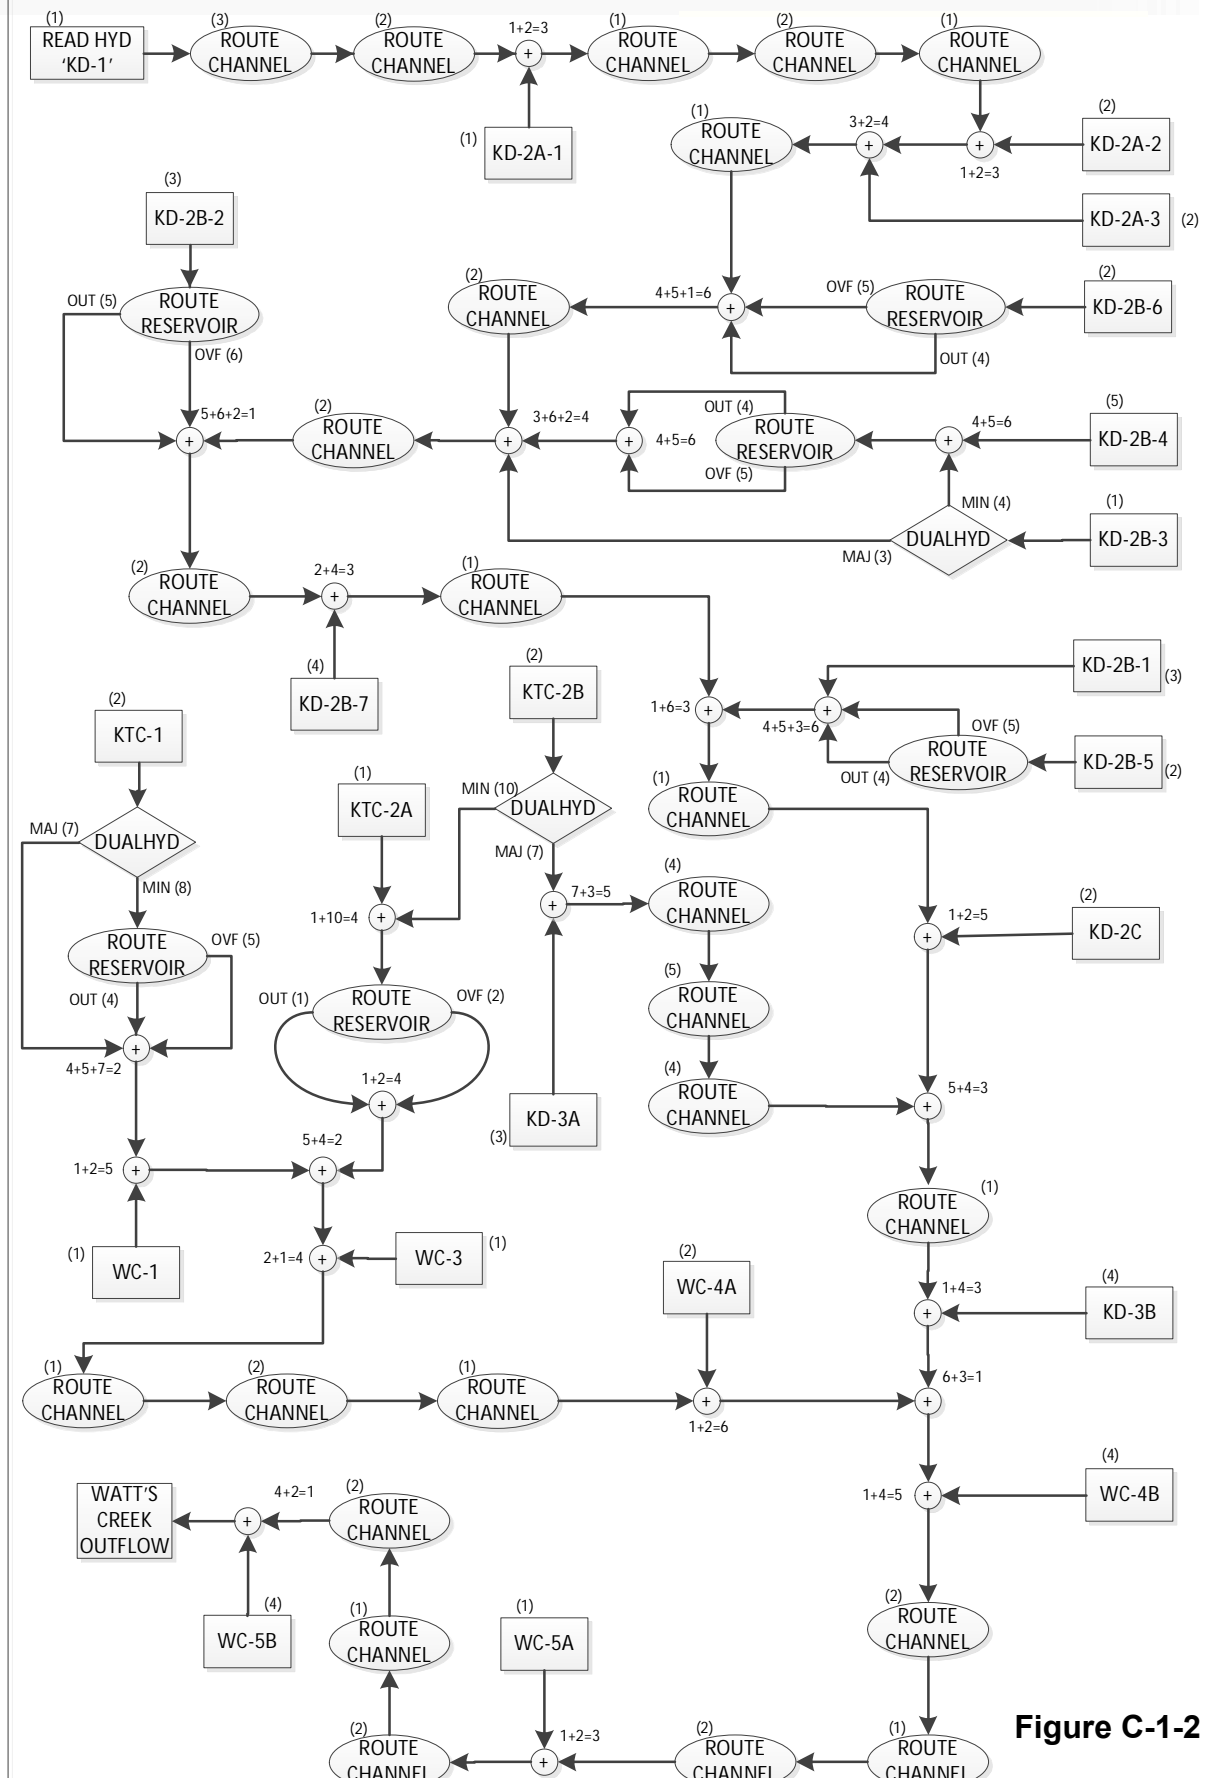 (1)
READ HYD
‘KD-1’
(3)
ROUTE
CHANNEL
(2)
ROUTE
CHANNEL
1+2=3
+
(1)
ROUTE
CHANNEL
(2)
ROUTE
CHANNEL
(1)
ROUTE
CHANNEL
(1)
KD-2A-1
(1)
ROUTE
CHANNEL
3+2=4
+
+
1+2=3
(2)
KD-2A-2
KD-2A-3
(2)
(3)
KD-2B-2
OUT (5)
ROUTE
RESERVOIR
OVF (6)
(2)
ROUTE
CHANNEL
4+5+1=6
+
OVF (5)
ROUTE
RESERVOIR
OUT (4)
(2)
KD-2B-6
5+6+2=1
+
(2)
ROUTE
CHANNEL
3+6+2=4
+
+
4+5=6
OUT (4)
ROUTE
RESERVOIR
OVF (5)
4+5=6
+
(5)
KD-2B-4
MIN (4)
DUALHYD
MAJ (3)
(1)
KD-2B-3
(2)
ROUTE
CHANNEL
2+4=3
+
(1)
ROUTE
CHANNEL
(4)
KD-2B-7
(2)
KTC-2B
1+6=3
+
4+5+3=6
+
KD-2B-1
(3)
OVF (5)
ROUTE
RESERVOIR
OUT (4)
KD-2B-5
(2)
(2)
KTC-1
MAJ (7)
DUALHYD
MIN (8)
(1)
KTC-2A
MIN (10)
DUALHYD
MAJ (7)
(1)
ROUTE
CHANNEL
7+3=5
+
(4)
ROUTE
CHANNEL
1+10=4
+
1+2=5
+
(2)
KD-2C
ROUTE
RESERVOIR
OVF (5)
OUT (4)
4+5+7=2
+
OUT (1)
ROUTE
RESERVOIR
OVF (2)
(5)
ROUTE
CHANNEL
1+2=4
+
(3)
KD-3A
(4)
ROUTE
CHANNEL
5+4=3
+
1+2=5
+
5+4=2
+
(1)
WC-1
2+1=4
+
WC-3
(1)
(1)
ROUTE
CHANNEL
(2)
WC-4A
1+4=3
+
(4)
KD-3B
(1)
ROUTE
CHANNEL
(2)
ROUTE
CHANNEL
(1)
ROUTE
CHANNEL
+
1+2=6
6+3=1
+
WATT’S
CREEK
OUTFLOW
4+2=1
+
(2)
ROUTE
CHANNEL
1+4=5
+
(4)
WC-4B
(4)
WC-5B
(1)
ROUTE
CHANNEL
(1)
WC-5A
(2)
ROUTE
CHANNEL
(2)
ROUTE
CHANNEL
1+2=3
+
(2)
ROUTE
CHANNEL
(1)
ROUTE
CHANNEL
Figure C-1-2